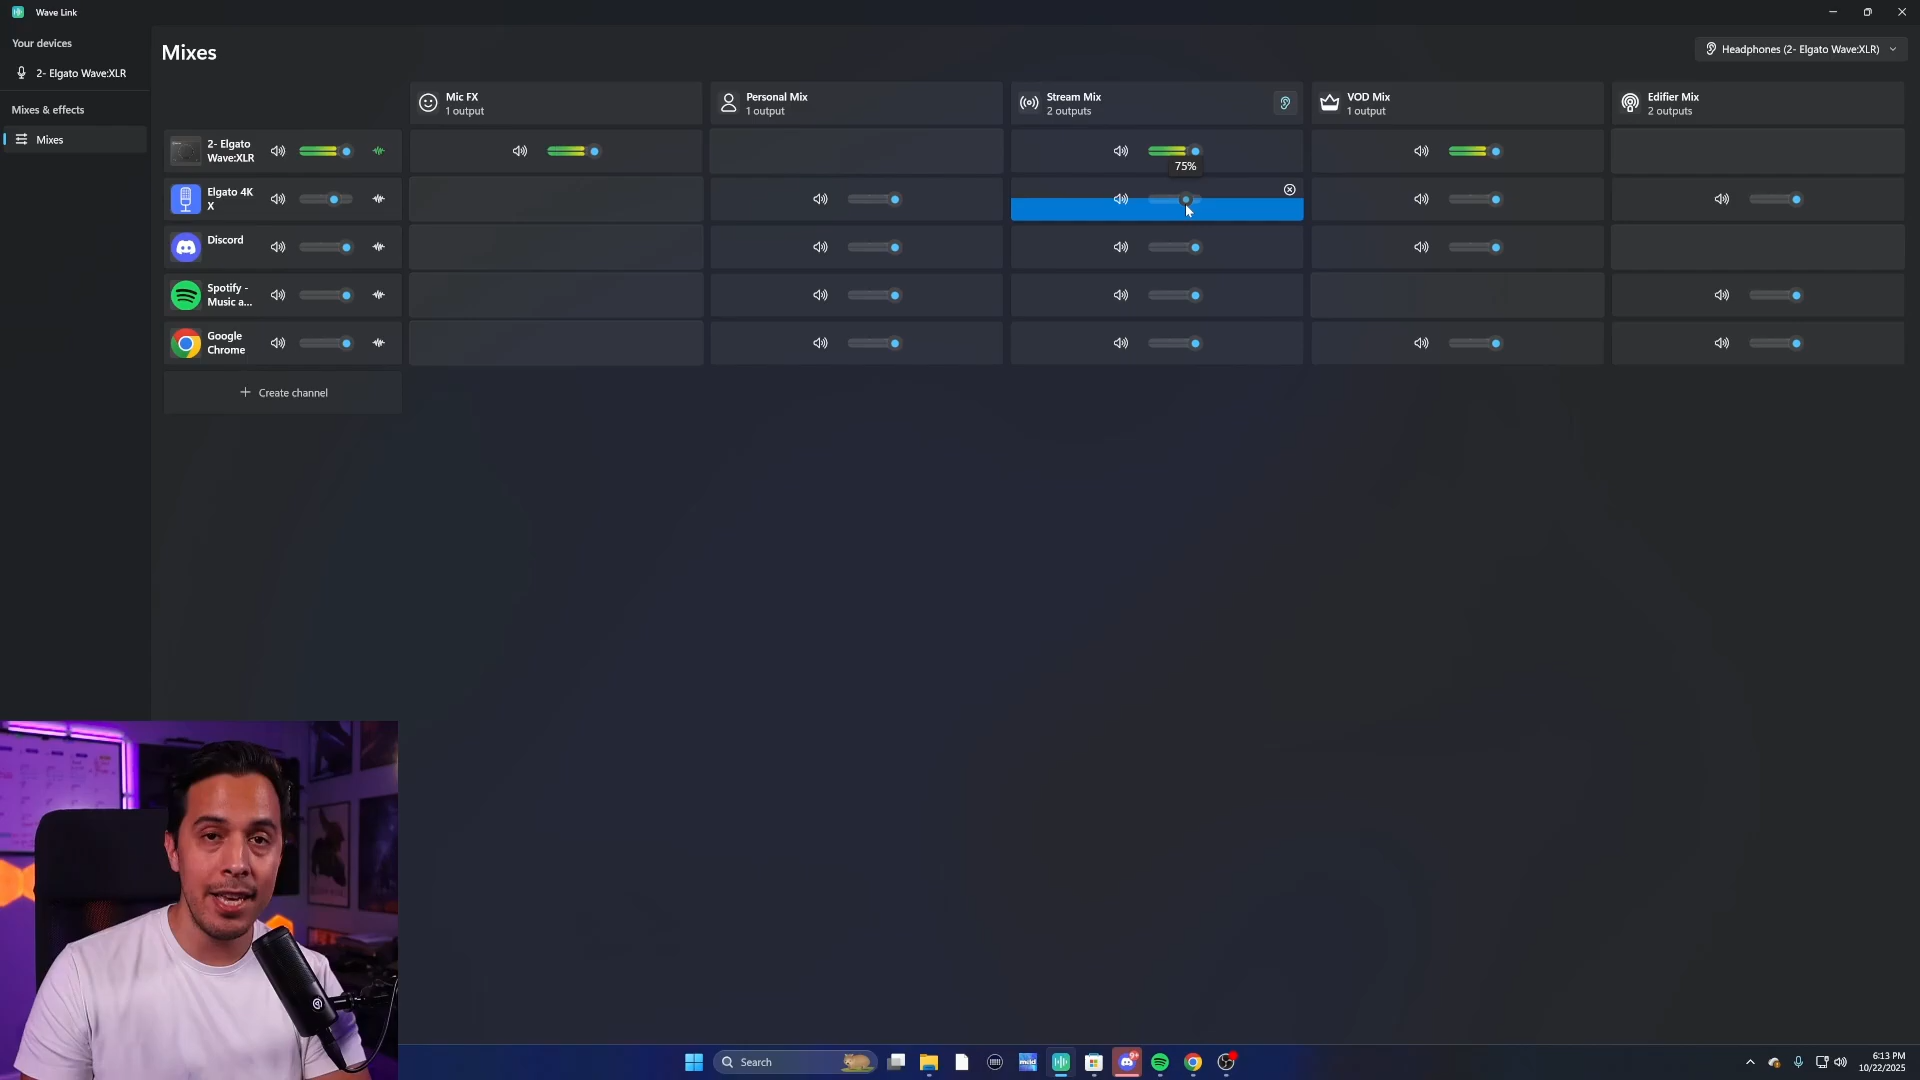 Wave Link
Your devices
2- Elgato Wave:XLR
Mixes & effects
Mixes
Mixes
Headphones (2- Elgato Wave:XLR)
Mic FX
1 output
Personal Mix
1 output
Stream Mix
2 outputs
VOD Mix
1 output
Edifier Mix
2 outputs
2- Elgato
Wave:XLR
75%
Elgato 4K
X
Discord
Spotify -
Music a...
Google
Chrome
Create channel
Search
meld
9+
6:13 PM
10/22/2025